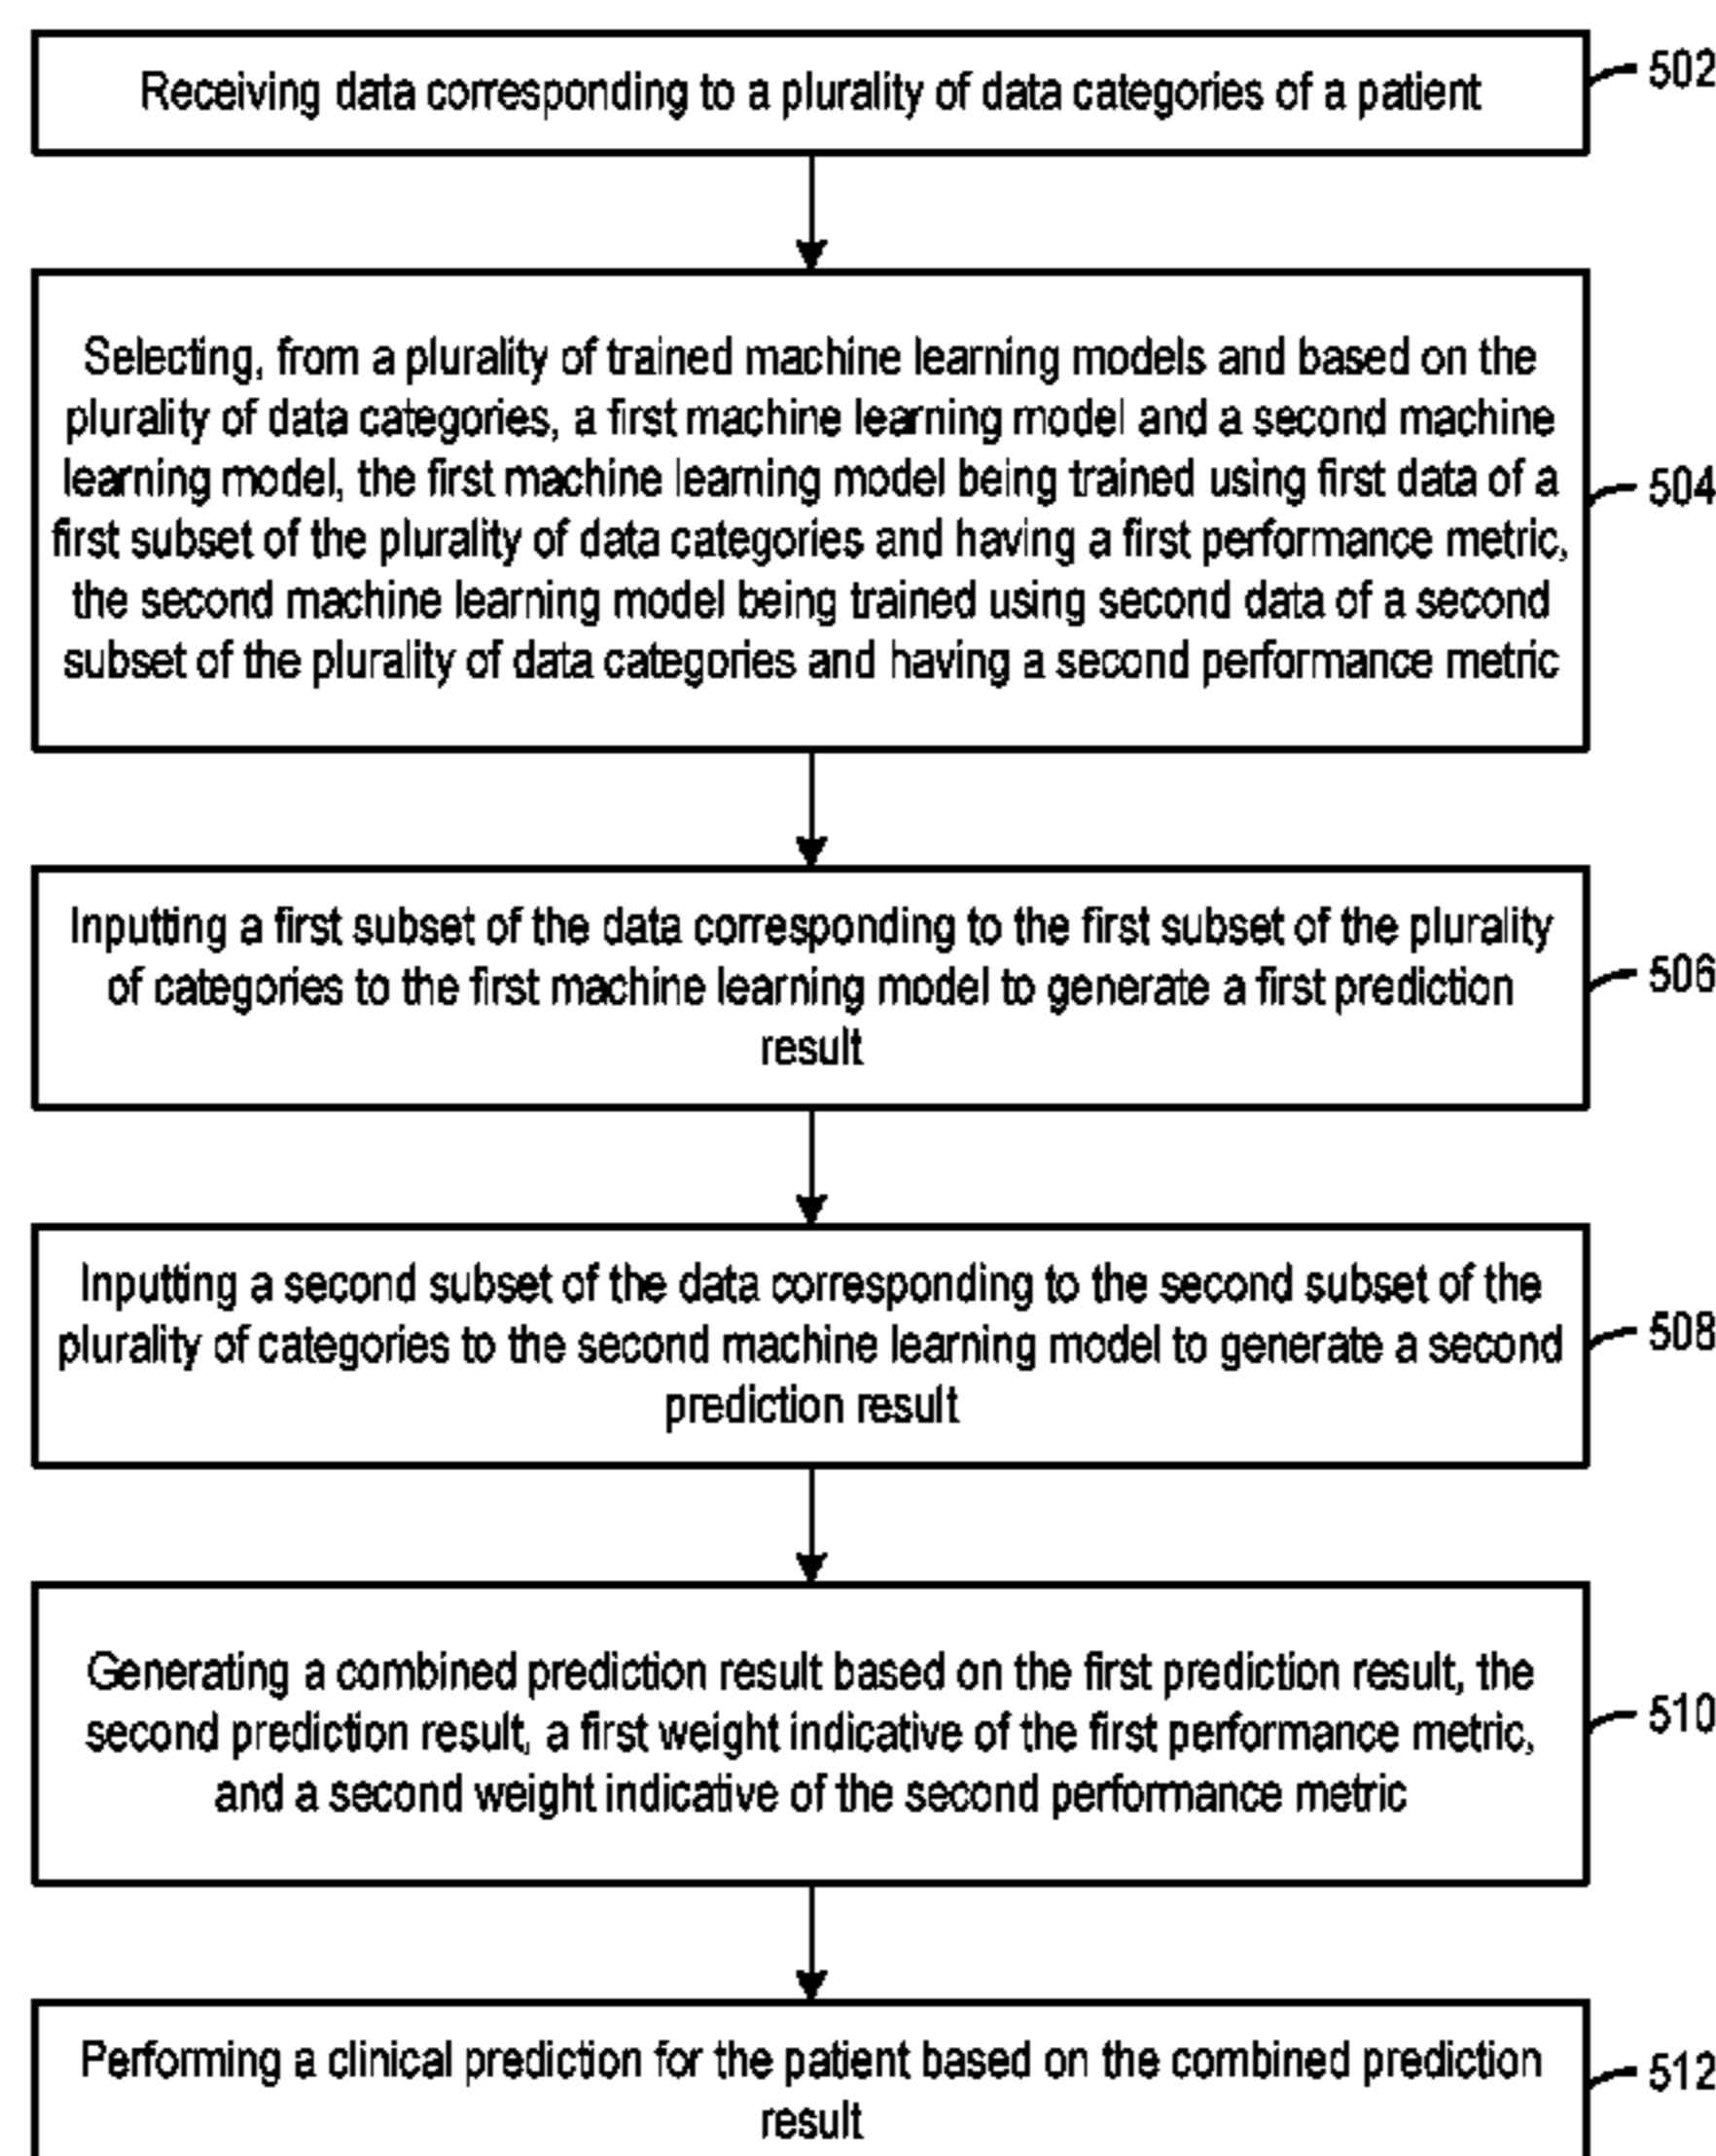 Receiving data corresponding to a plurality of data categories of a patient
502
Selecting, from a plurality of trained machine learning models and based on the
plurality of data categories, a first machine learning model and a second machine
learning model, the first machine learning model being trained using first data of a
first subset of the plurality of data categories and having a first performance metric,
the second machine learning model being trained using second data of a second
subset of the plurality of data categories and having a second performance metric
504
Inputting a first subset of the data corresponding to the first subset of the plurality
of categories to the first machine learning model to generate a first prediction
result
506
Inputting a second subset of the data corresponding to the second subset of the
plurality of categories to the second machine learning model to generate a second
prediction result
508
Generating a combined prediction result based on the first prediction result, the
second prediction result, a first weight indicative of the first performance metric,
and a second weight indicative of the second performance metric
510
Performing a clinical prediction for the patient based on the combined prediction
result
512